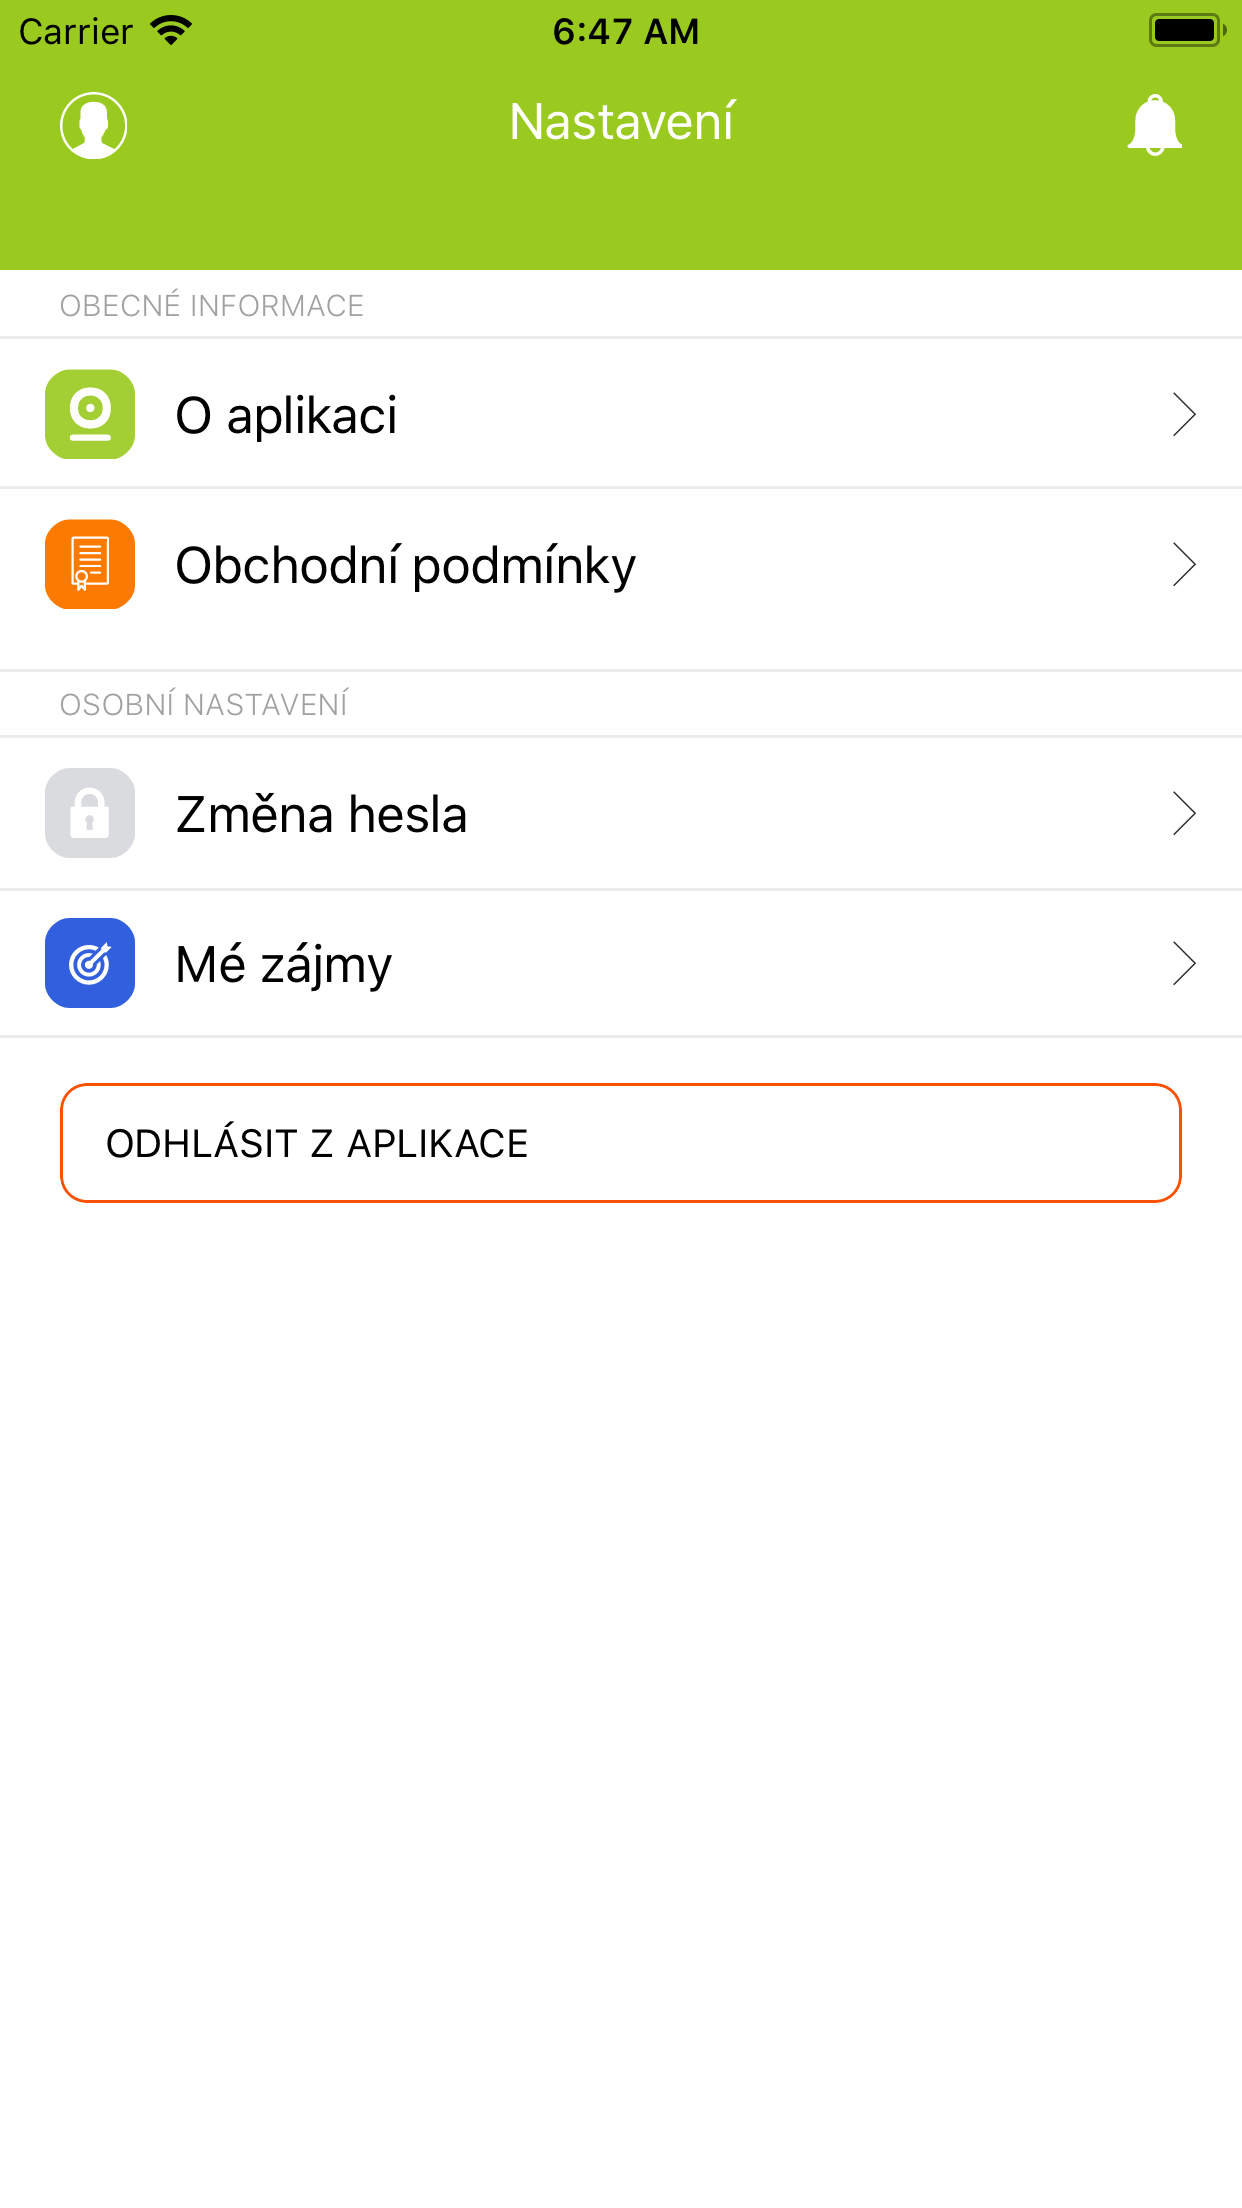 Carrier 6:47 AM
Nastavení
OBECNÉ INFORMACE
O aplikaci
Obchodní podmínky
OSOBNÍ NASTAVENÍ
Změna hesla
Mé zájmy
ODHLÁSIT Z APLIKACE